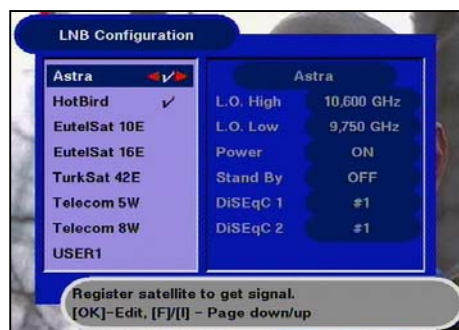 LNB Configuration
Astra
HotBird
EutelSat 10E
EutelSat 16E
TurkSat 42E
Telecom 5W
Telecom 8W
USER1
Astra
L.O. High 10,600 GHz
L.O. Low 9,750 GHz
Power ON
Stand By OFF
DiSEqC 1 #1
DiSEqC 2 #1
Register satellite to get signal.
[OK]-Edit, [F]/[I] - Page down/up